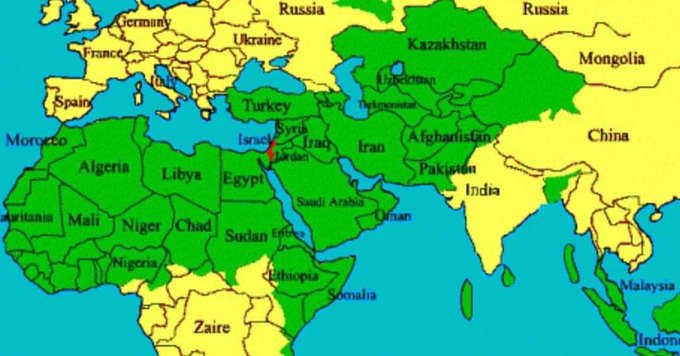 Russia
Russia
Germany
Ukraine
Kazakhstan
France
Mongolia
Italy
Uzbekistan
Spain
Turkey
Turkmenistan
China
Morocco
Israel
Syria
Iraq
Iran
Afghanistan
Jordan
Algeria
Libya
Egypt
Pakistan
India
Saudi Arabia
Oman
auritania
Mali
Niger
Chad
Sudan
Eritrea
Nigeria
Ethiopia
Somalia
Malaysia
Zaire
Indon